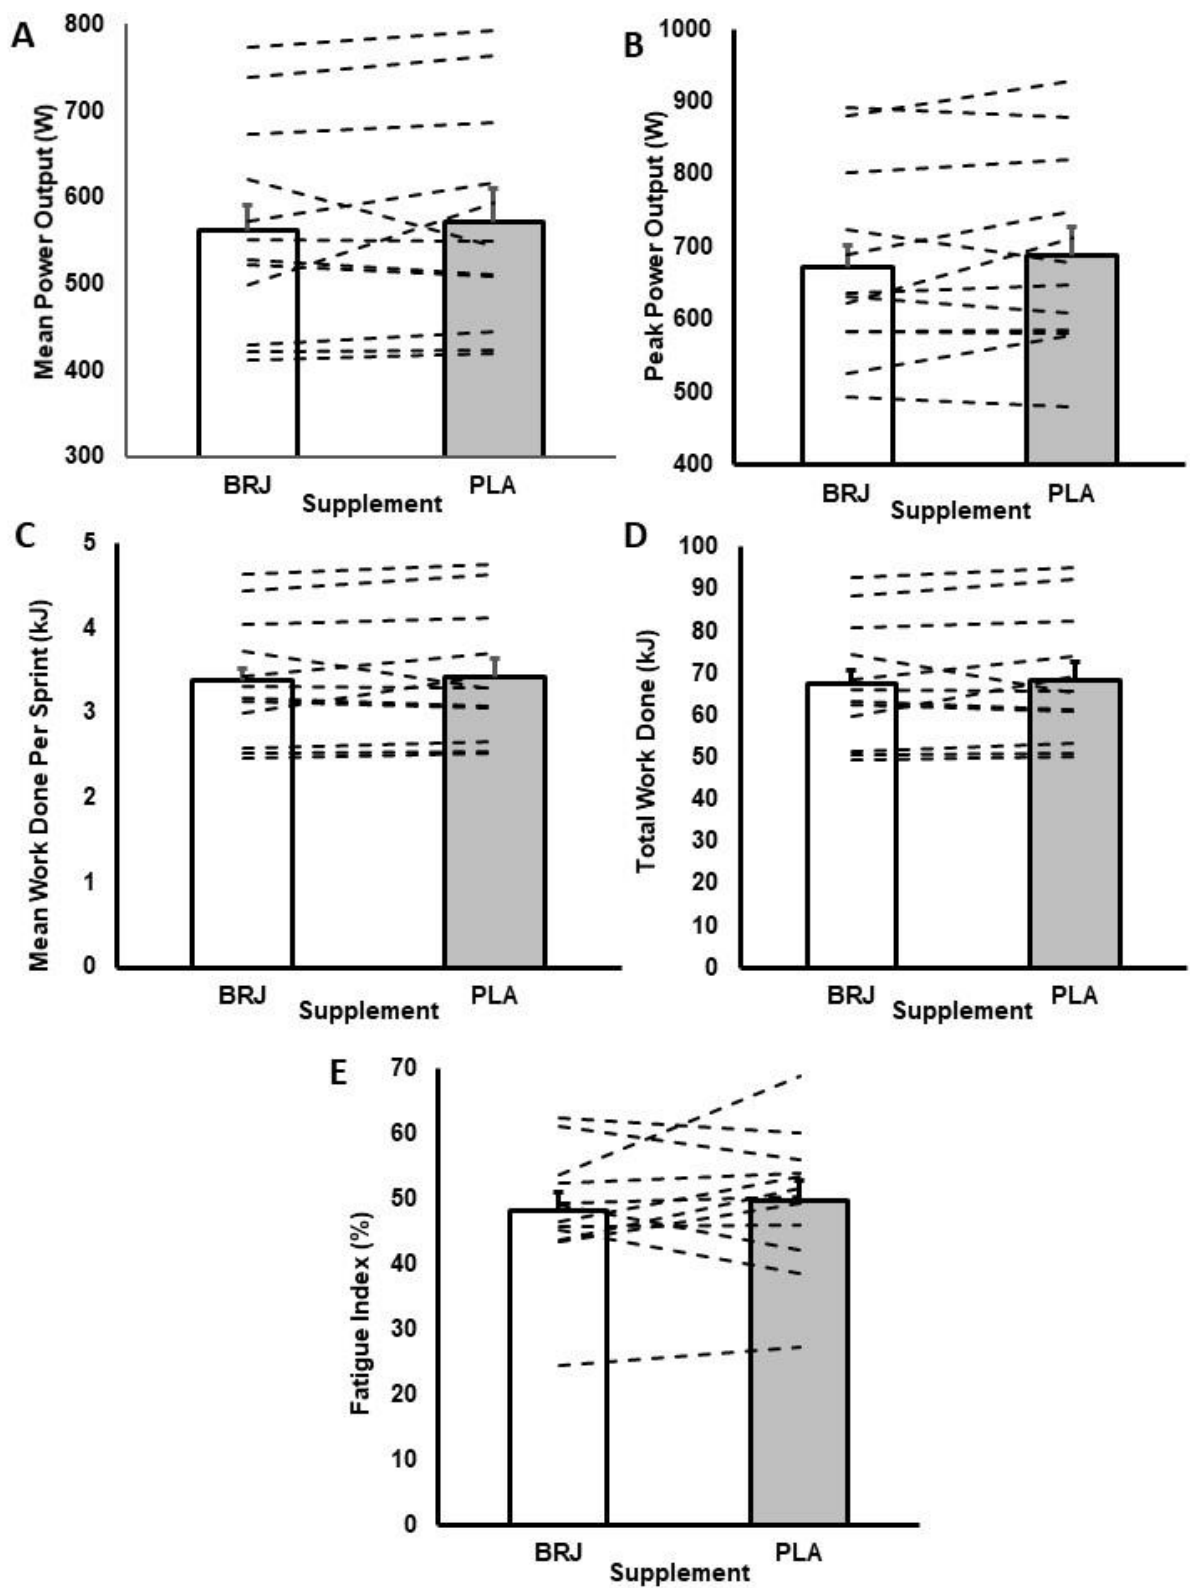 A
Mean Power Output (W)
800
700
600
500
400
300
BRJ
PLA
Supplement
B
Peak Power Output (W)
1000
900
800
700
600
500
400
BRJ
PLA
Supplement
C
Mean Work Done Per Sprint (kJ)
5
4
3
2
1
0
BRJ
PLA
Supplement
D
Total Work Done (kJ)
100
90
80
70
60
50
40
30
20
10
0
BRJ
PLA
Supplement
E
Fatigue Index (%)
70
60
50
40
30
20
10
0
BRJ
PLA
Supplement